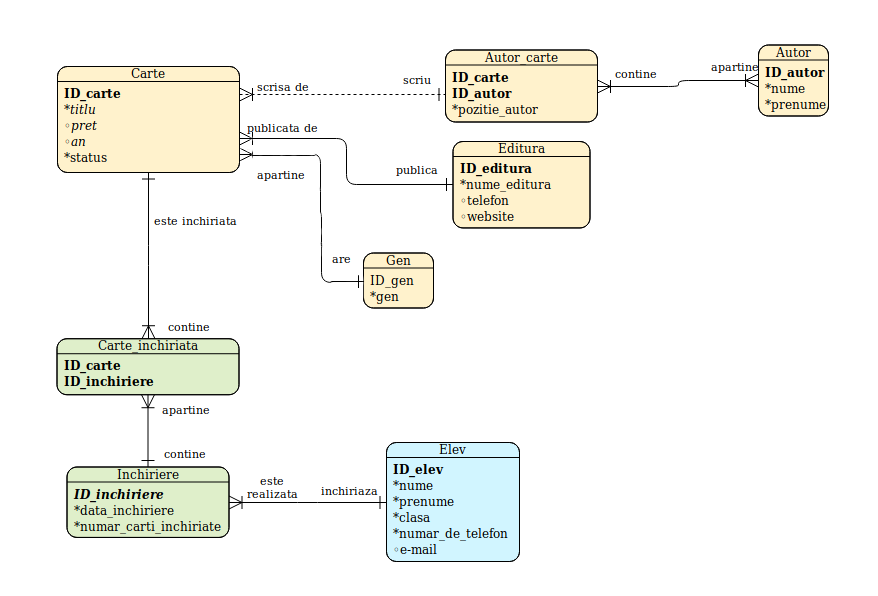 Carte
ID_carte
*titlu
◦pret
◦an
*status
scrisa de
scriu
publicata de
publica
apartine
are
Autor_carte
ID_carte
ID_autor
*pozitie_autor
contine
apartine
Autor
ID_autor
*nume
*prenume
Editura
ID_editura
*nume_editura
◦telefon
◦website
Gen
ID_gen
*gen
este inchiriata
contine
Carte_inchiriata
ID_carte
ID_inchiriere
apartine
contine
Inchiriere
ID_inchiriere
*data_inchiriere
*numar_carti_inchiriate
este
realizata
inchiriaza
Elev
ID_elev
*nume
*prenume
*clasa
*numar_de_telefon
◦e-mail